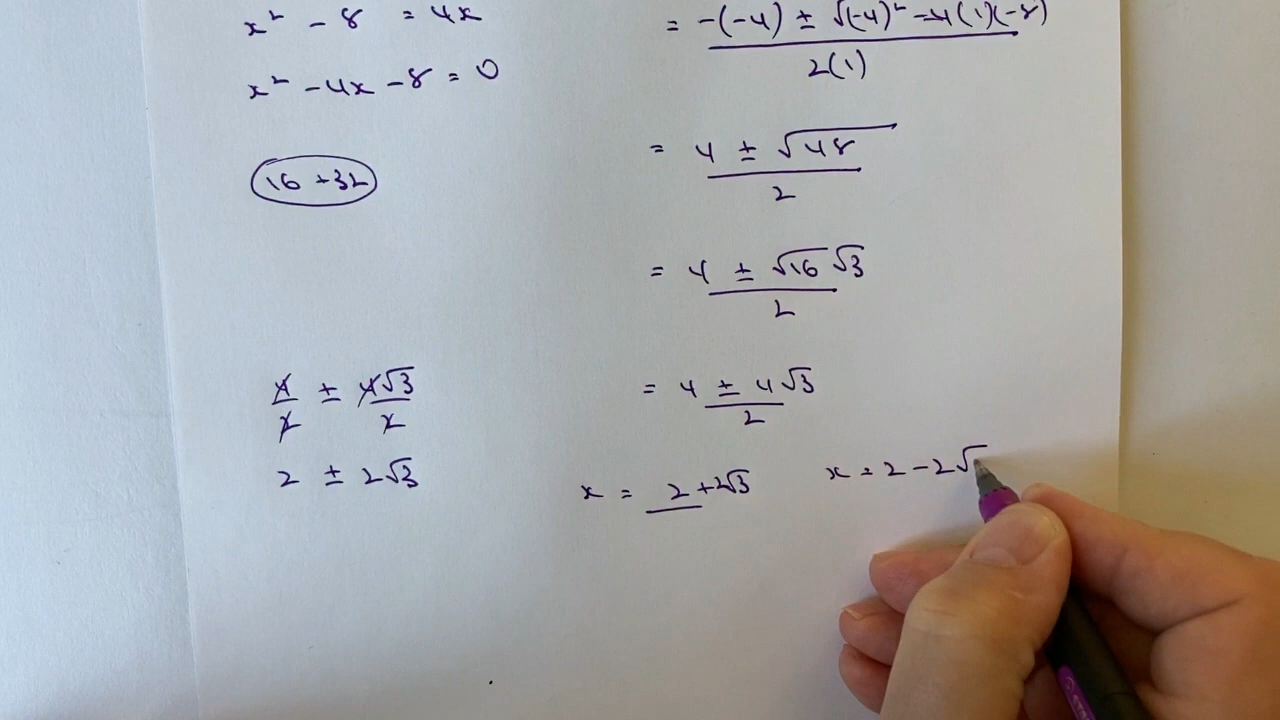 x² - 8 = 4x
x² - 4x - 8 = 0
16 + 32
4/2 ± 4√3/2
2 ± 2√3
= -(-4) ± √(-4)² - 4(1)(-8) / 2(1)
= 4 ± √48 / 2
= 4 ± √16 √3 / 2
= 4 ± 4√3 / 2
x = 2 + 2√3
x = 2 - 2√